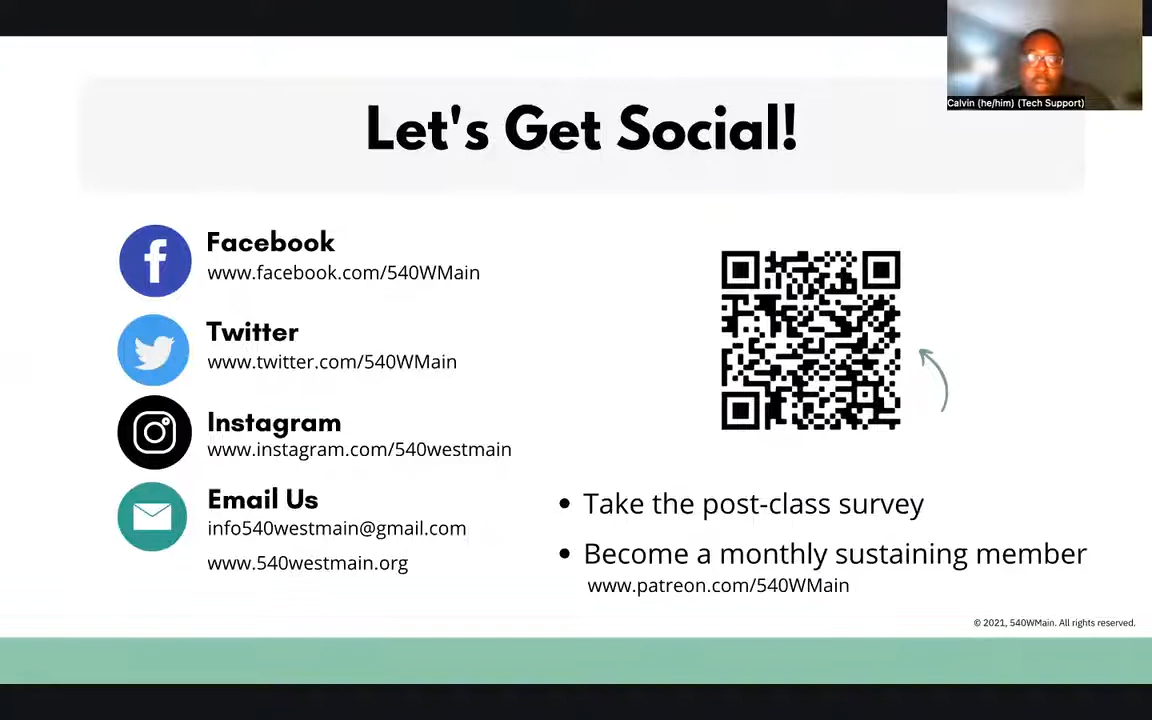 Calvin (he/him) (Tech Support)
Let's Get Social!
Facebook
www.facebook.com/540WMain
Twitter
www.twitter.com/540WMain
Instagram
www.instagram.com/540westmain
Email Us
info540westmain@gmail.com
www.540westmain.org
• Take the post-class survey
• Become a monthly sustaining member
www.patreon.com/540WMain
© 2021, 540WMain. All rights reserved.